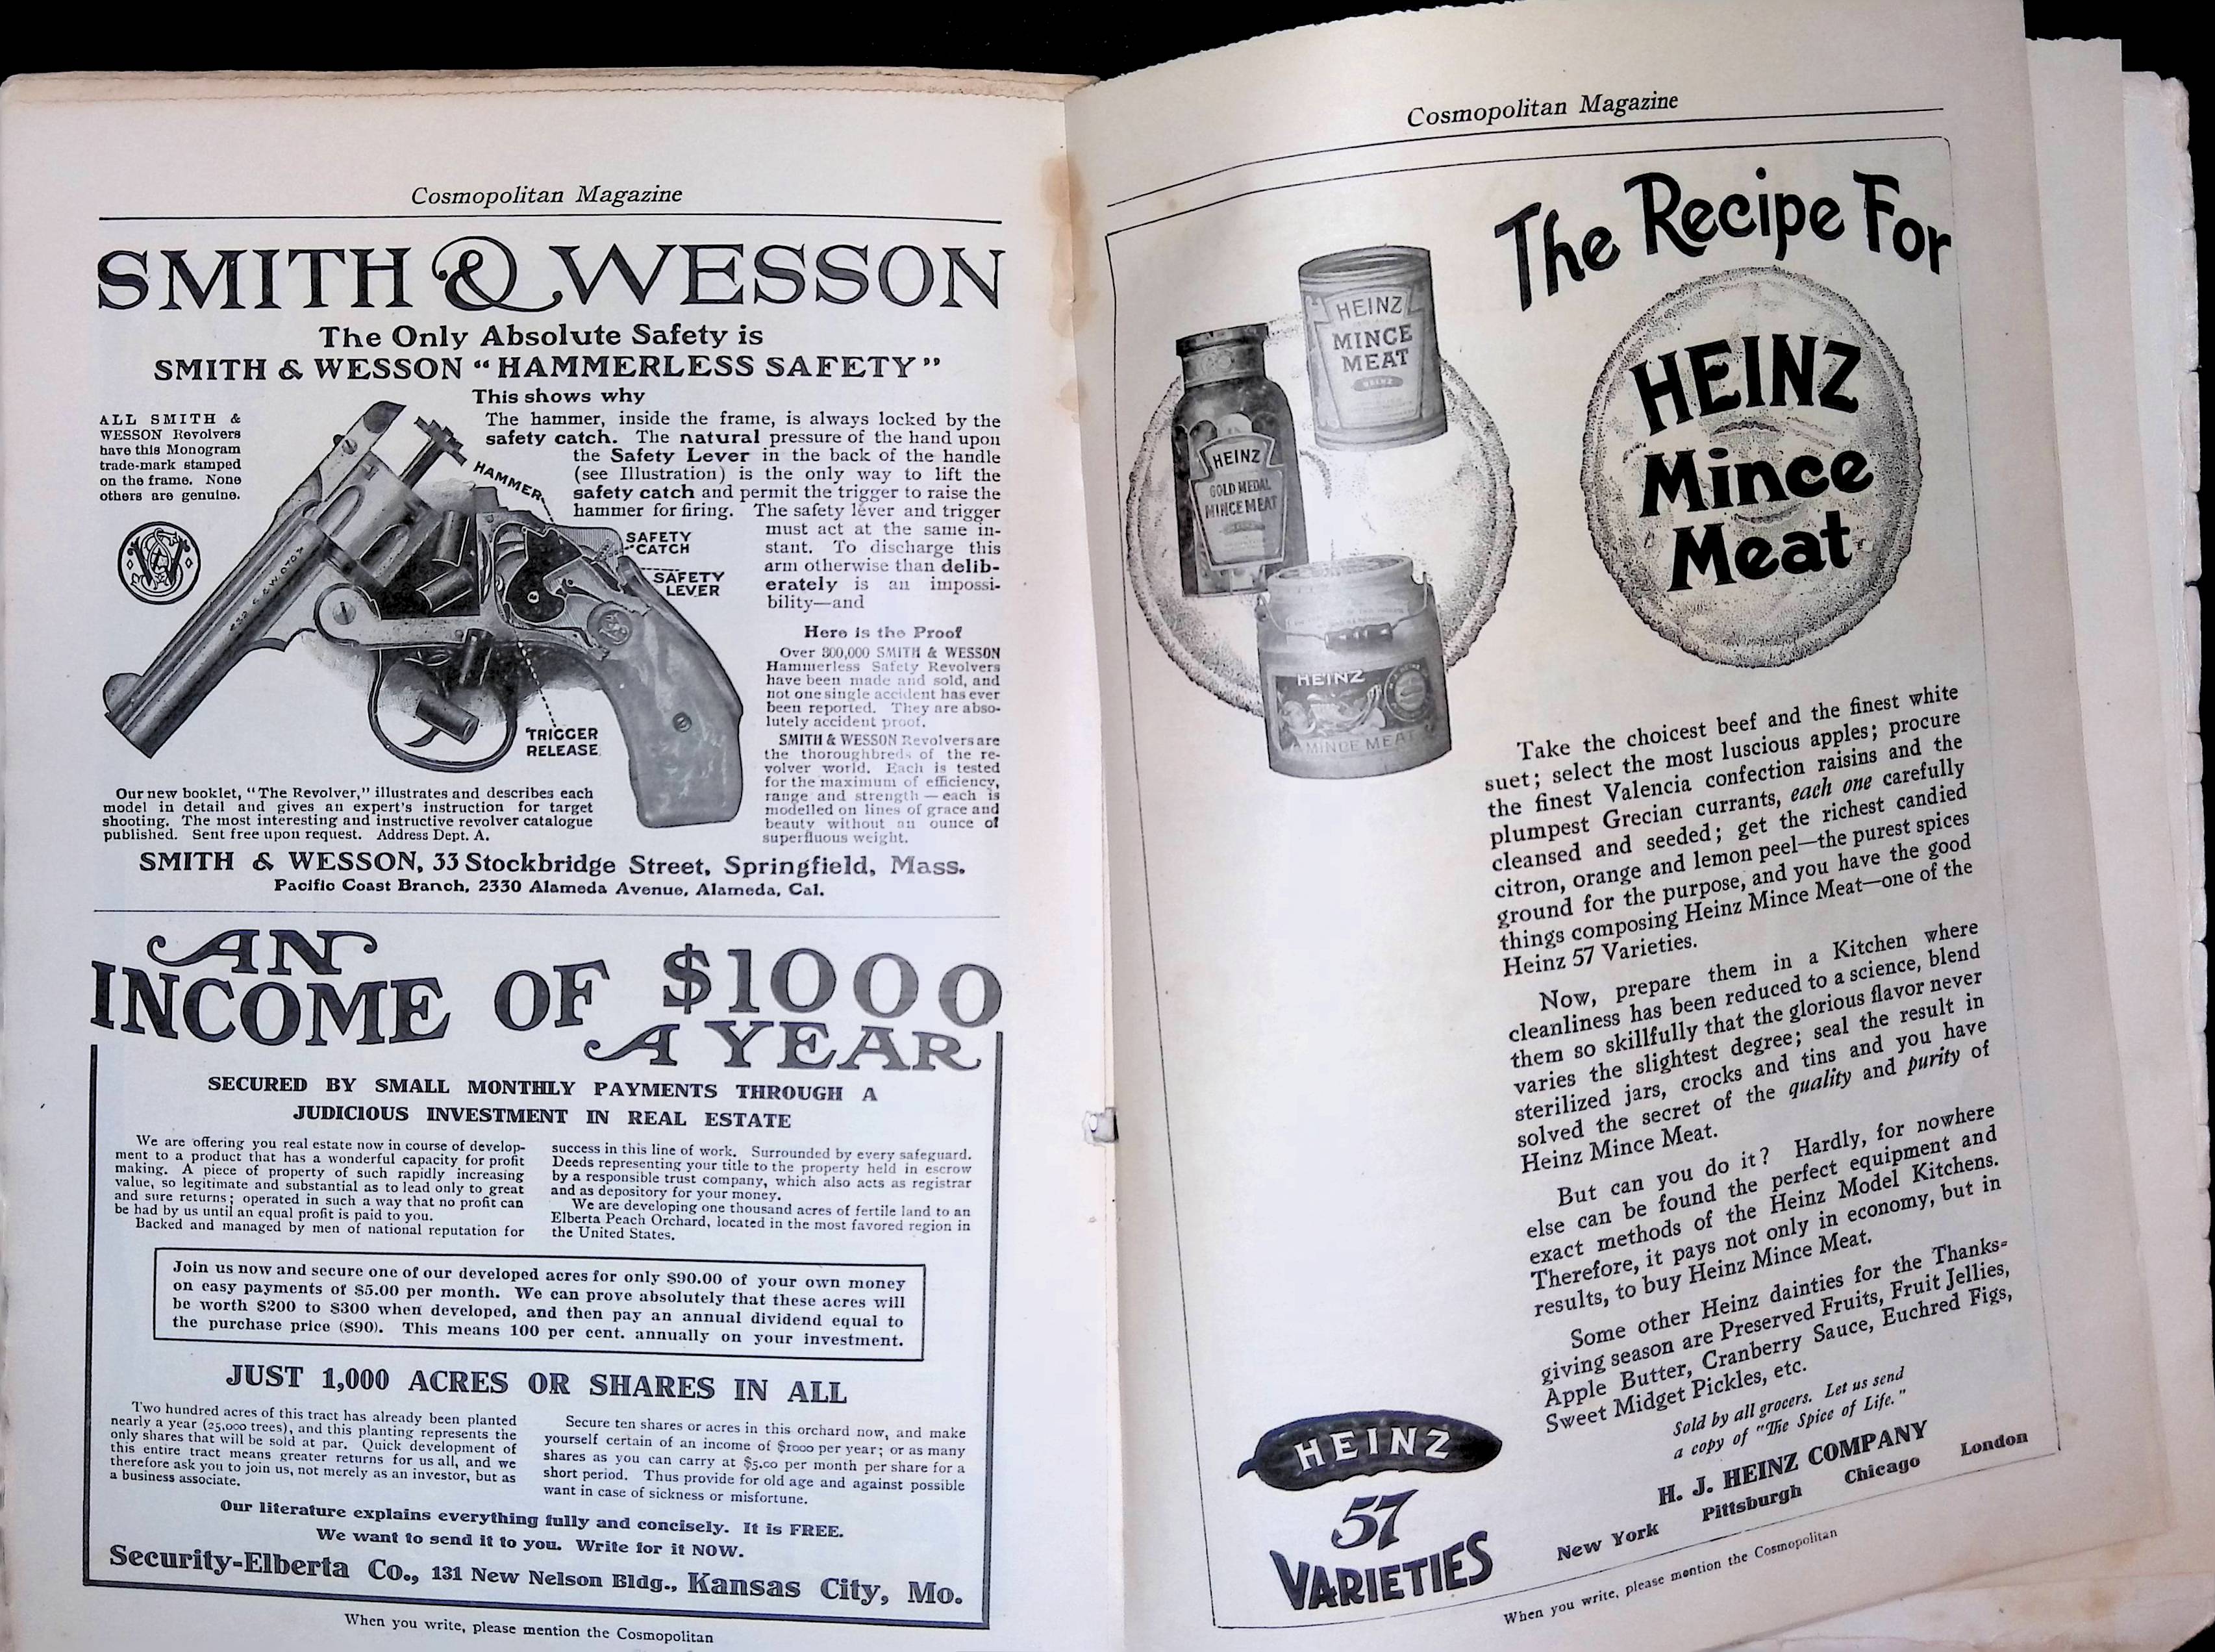 Cosmopolitan Magazine
SMITH & WESSON
The Only Absolute Safety is
SMITH & WESSON "HAMMERLESS SAFETY"
This shows why
ALL SMITH &
WESSON Revolvers
have this Monogram
trade-mark stamped
on the frame. None
others are genuine.
The hammer, inside the frame, is always locked by the
safety catch. The natural pressure of the hand upon
the Safety Lever in the back of the handle
(see Illustration) is the only way to lift the
safety catch and permit the trigger to raise the
hammer for firing. The safety lever and trigger
must act at the same in-
stant. To discharge this
arm otherwise than delib-
erately is an impossi-
bility—and
HAMMER
SAFETY
CATCH
SAFETY
LEVER
TRIGGER
RELEASE
Here is the Proof
Over 300,000 SMITH & WESSON
Hammerless Safety Revolvers
have been made and sold, and
not one single accident has ever
been reported. They are abso-
lutely accident proof.
SMITH & WESSON Revolvers are
the thoroughbreds of the re-
volver world. Each is tested
for the maximum of efficiency,
range and strength—each is
modelled on lines of grace and
beauty without an ounce of
superfluous weight.
Our new booklet, "The Revolver," illustrates and describes each
model in detail and gives an expert's instruction for target
shooting. The most interesting and instructive revolver catalogue
published. Sent free upon request. Address Dept. A.
SMITH & WESSON, 33 Stockbridge Street, Springfield, Mass.
Pacific Coast Branch, 2330 Alameda Avenue, Alameda, Cal.
AN
INCOME OF $1000
A YEAR
SECURED BY SMALL MONTHLY PAYMENTS THROUGH A
JUDICIOUS INVESTMENT IN REAL ESTATE
We are offering you real estate now in course of develop-
ment to a product that has a wonderful capacity for profit
making. A piece of property of such rapidly increasing
value, so legitimate and substantial as to lead only to great
and sure returns; operated in such a way that no profit can
be had by us until an equal profit is paid to you.
Backed and managed by men of national reputation for
success in this line of work. Surrounded by every safeguard.
Deeds representing your title to the property held in escrow
by a responsible trust company, which also acts as registrar
and as depository for your money.
We are developing one thousand acres of fertile land to an
Elberta Peach Orchard, located in the most favored region in
the United States.
Join us now and secure one of our developed acres for only $90.00 of your own money
on easy payments of $5.00 per month. We can prove absolutely that these acres will
be worth $200 to $300 when developed, and then pay an annual dividend equal to
the purchase price ($90). This means 100 per cent. annually on your investment.
JUST 1,000 ACRES OR SHARES IN ALL
Two hundred acres of this tract has already been planted
nearly a year (25,000 trees), and this planting represents the
only shares that will be sold at par. Quick development of
this entire tract means greater returns for us all, and we
therefore ask you to join us, not merely as an investor, but as
a business associate.
Secure ten shares or acres in this orchard now, and make
yourself certain of an income of $1000 per year; or as many
shares as you can carry at $5.00 per month per share for a
short period. Thus provide for old age and against possible
want in case of sickness or misfortune.
Our literature explains everything fully and concisely. It is FREE.
We want to send it to you. Write for it NOW.
Security-Elberta Co., 131 New Nelson Bldg., Kansas City, Mo.
When you write, please mention the Cosmopolitan
Cosmopolitan Magazine
The Recipe For
HEINZ
Mince
Meat
HEINZ
MINCE
MEAT
HEINZ
GOLD MEDAL
MINCE MEAT
HEINZ
MINCE MEAT
Take the choicest beef and the finest white
suet; select the most luscious apples; procure
the finest Valencia confection raisins and the
plumpest Grecian currants, each one carefully
cleansed and seeded; get the richest candied
citron, orange and lemon peel—the purest spices
ground for the purpose, and you have the good
things composing Heinz Mince Meat—one of the
Heinz 57 Varieties.
Now, prepare them in a Kitchen where
cleanliness has been reduced to a science, blend
them so skillfully that the glorious flavor never
varies the slightest degree; seal the result in
sterilized jars, crocks and tins and you have
solved the secret of the quality and purity of
Heinz Mince Meat.
But can you do it? Hardly, for nowhere
else can be found the perfect equipment and
exact methods of the Heinz Model Kitchens.
Therefore, it pays not only in economy, but in
results, to buy Heinz Mince Meat.
Some other Heinz dainties for the Thanks-
giving season are Preserved Fruits, Fruit Jellies,
Apple Butter, Cranberry Sauce, Euchred Figs,
Sweet Midget Pickles, etc.
Sold by all grocers. Let us send
a copy of "The Spice of Life."
H. J. HEINZ COMPANY
New York Pittsburgh Chicago London
HEINZ
57
VARIETIES
When you write, please mention the Cosmopolitan